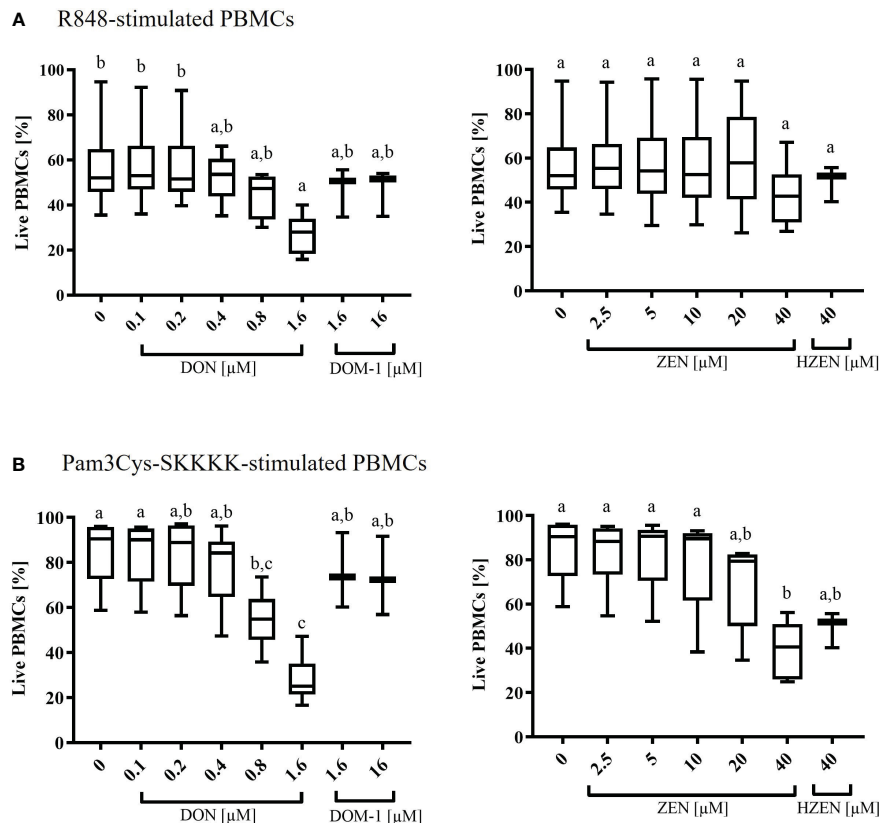 A R848-stimulated PBMCs
b b b a,b a,b a a,b a,b
Live PBMCs [%]
100
80
60
40
20
0
0 0.1 0.2 0.4 0.8 1.6 1.6 16
DON [µM] DOM-1 [µM]
a a a a a a a
Live PBMCs [%]
100
80
60
40
20
0
0 2.5 5 10 20 40 40
ZEN [µM] HZEN [µM]
B Pam3Cys-SKKKK-stimulated PBMCs
a a a,b a,b b,c c a,b a,b
Live PBMCs [%]
100
80
60
40
20
0
0 0.1 0.2 0.4 0.8 1.6 1.6 16
DON [µM] DOM-1 [µM]
a a a a a,b b a,b
Live PBMCs [%]
100
80
60
40
20
0
0 2.5 5 10 20 40 40
ZEN [µM] HZEN [µM]